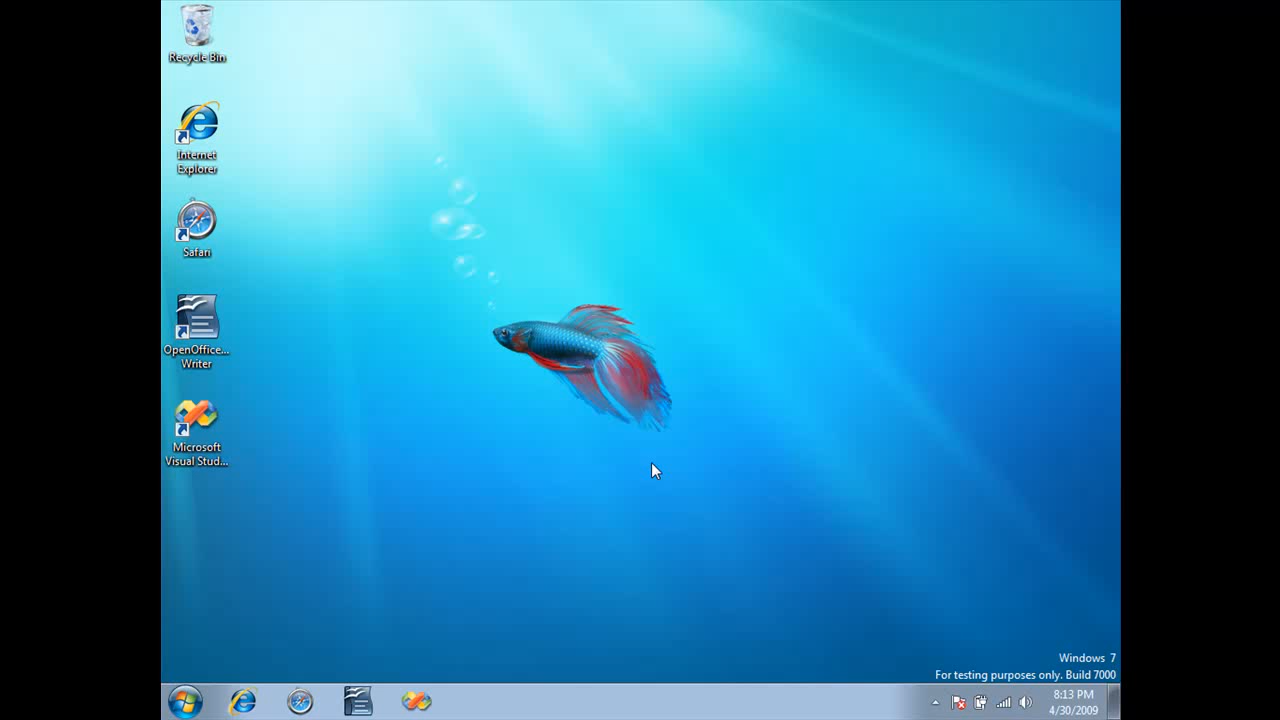 Recycle Bin
Internet
Explorer
Safari
OpenOffice...
Writer
Microsoft
Visual Stud...
Windows 7
For testing purposes only. Build 7000
8:13 PM
4/30/2009